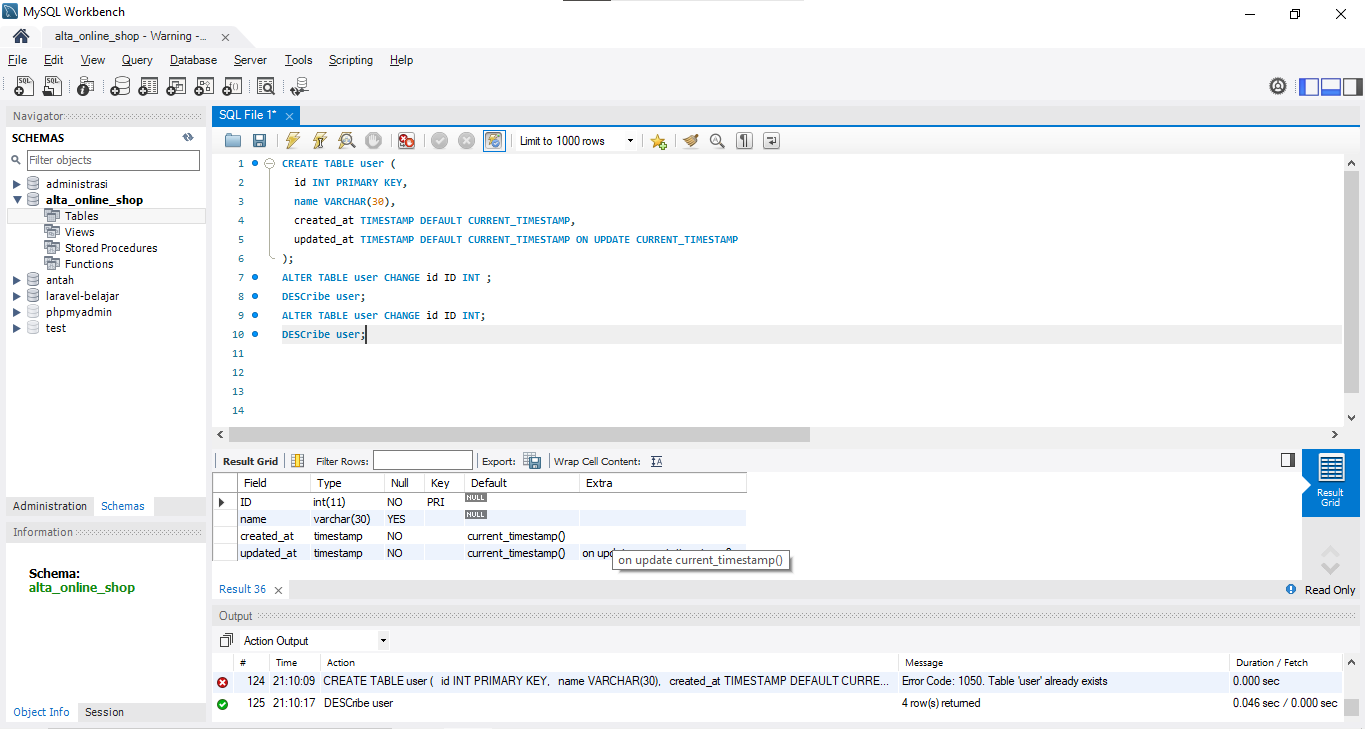 MySQL Workbench
alta_online_shop - Warning -...
File Edit View Query Database Server Tools Scripting Help
Navigator
SCHEMAS
Filter objects
administrasi
alta_online_shop
Tables
Views
Stored Procedures
Functions
antah
laravel-belajar
phpmyadmin
test
Administration Schemas
Information
Schema:
alta_online_shop
Object Info Session
SQL File 1*
Limit to 1000 rows
1 CREATE TABLE user (
2 id INT PRIMARY KEY,
3 name VARCHAR(30),
4 created_at TIMESTAMP DEFAULT CURRENT_TIMESTAMP,
5 updated_at TIMESTAMP DEFAULT CURRENT_TIMESTAMP ON UPDATE CURRENT_TIMESTAMP
6 );
7 ALTER TABLE user CHANGE id ID INT ;
8 DESCribe user;
9 ALTER TABLE user CHANGE id ID INT;
10 DESCribe user;
11
12
13
14
Result Grid Filter Rows: Export: Wrap Cell Content:
Field Type Null Key Default Extra
ID int(11) NO PRI NULL
name varchar(30) YES NULL
created_at timestamp NO current_timestamp()
updated_at timestamp NO current_timestamp()
on update current_timestamp()
Result Grid
Result 36
Read Only
Output
Action Output
# Time Action Message Duration / Fetch
124 21:10:09 CREATE TABLE user ( id INT PRIMARY KEY, name VARCHAR(30), created_at TIMESTAMP DEFAULT CURRE... Error Code: 1050. Table 'user' already exists 0.000 sec
125 21:10:17 DESCribe user 4 row(s) returned 0.046 sec / 0.000 sec